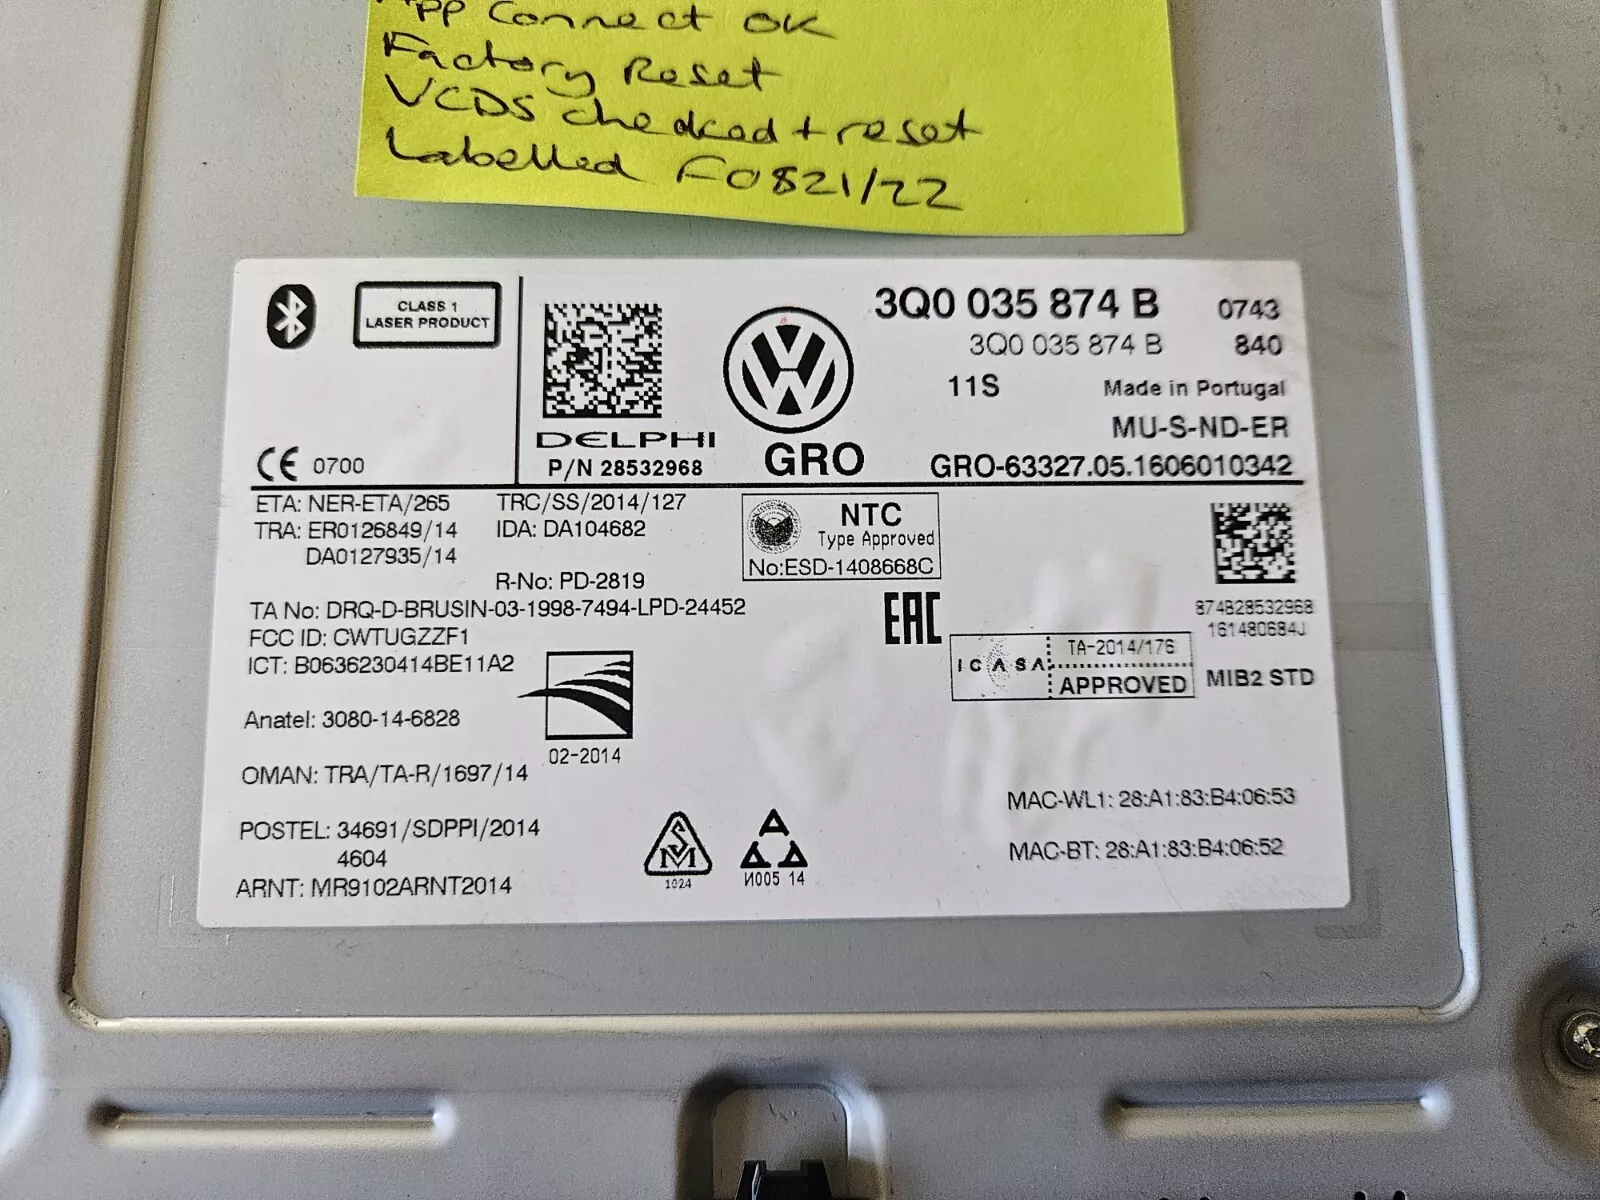 App Connect OK
Factory Reset
VCDS checked + reset
Labelled F0821/22
CLASS 1
LASER PRODUCT
DELPHI
P/N 28532968
GRO
3Q0 035 874 B 0743
3Q0 035 874 B 840
11S Made in Portugal
MU-S-ND-ER
GRO-63327.05.1606010342
CE 0700
ETA: NER-ETA/265 TRC/SS/2014/127
TRA: ER0126849/14 IDA: DA104682
DA0127935/14
R-No: PD-2819
TA No: DRQ-D-BRUSIN-03-1998-7494-LPD-24452
FCC ID: CWTUGZZF1
ICT: B0636230414BE11A2
Anatel: 3080-14-6828
02-2014
OMAN: TRA/TA-R/1697/14
POSTEL: 34691/SDPPI/2014
4604
ARNT: MR9102ARNT2014
NTC
Type Approved
No:ESD-1408668C
EAC
874B28532968
161480684J
ICASA TA-2014/176
APPROVED
MIB2 STD
MAC-WL1: 28:A1:83:B4:06:53
MAC-BT: 28:A1:83:B4:06:52
SM
1024
И005 14